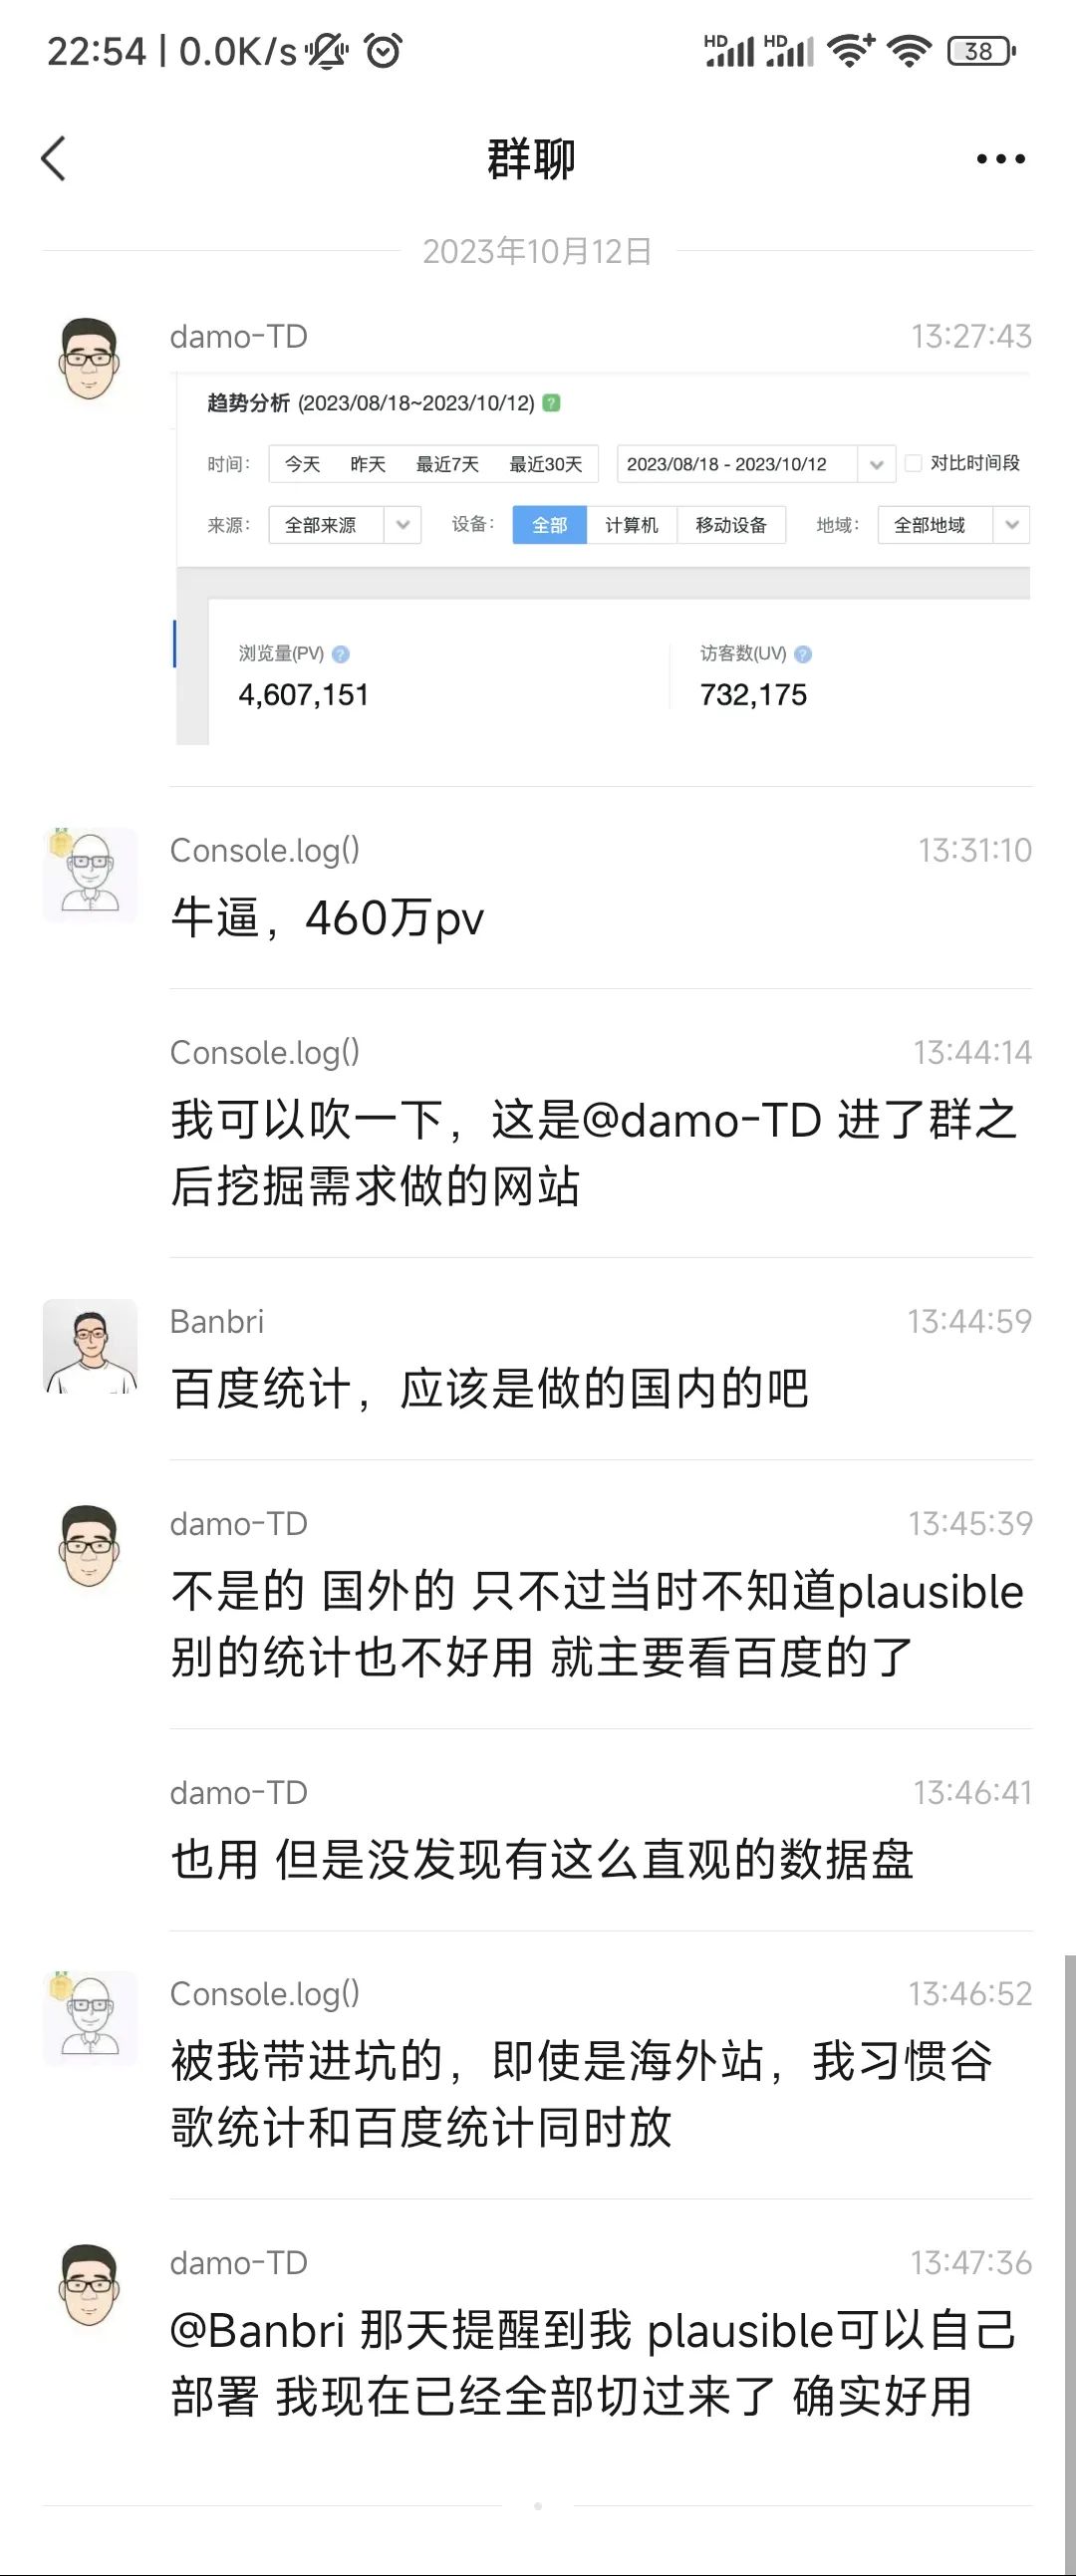 22:54 | 0.0K/s
HD HD 38
群聊
2023年10月12日
damo-TD 13:27:43
趋势分析 (2023/08/18~2023/10/12) ?
时间: 今天 昨天 最近7天 最近30天 2023/08/18 - 2023/10/12 对比时间段
来源: 全部来源 设备: 全部 计算机 移动设备 地域: 全部地域
浏览量(PV) ? 访客数(UV) ?
4,607,151 732,175
Console.log() 13:31:10
牛逼，460万pv
Console.log() 13:44:14
我可以吹一下，这是@damo-TD 进了群之
后挖掘需求做的网站
Banbri 13:44:59
百度统计，应该是做的国内的吧
damo-TD 13:45:39
不是的 国外的 只不过当时不知道plausible
别的统计也不好用 就主要看百度的了
damo-TD 13:46:41
也用 但是没发现有这么直观的数据盘
Console.log() 13:46:52
被我带进坑的，即使是海外站，我习惯谷
歌统计和百度统计同时放
damo-TD 13:47:36
@Banbri 那天提醒到我 plausible可以自己
部署 我现在已经全部切过来了 确实好用